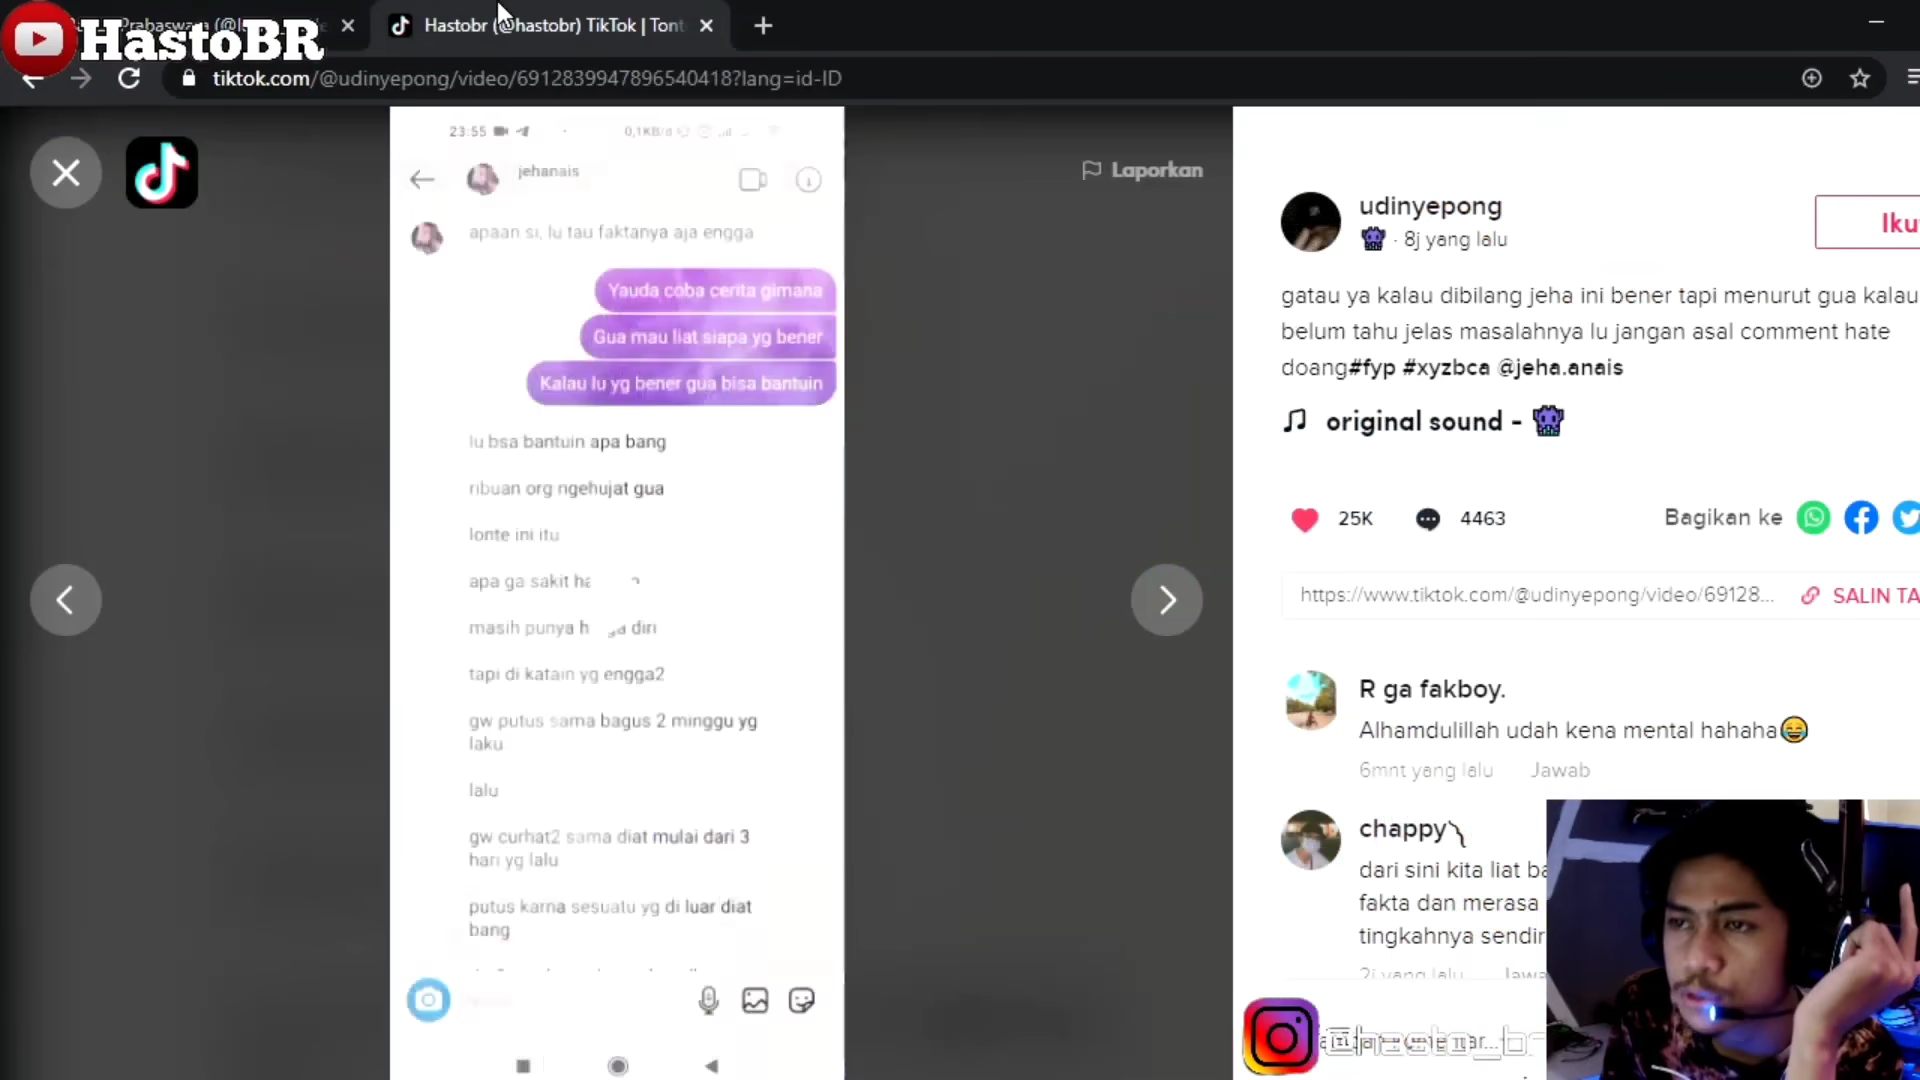 HastoBR
Hastobr (@hastobr) TikTok | Tont
tiktok.com/@udinyepong/video/6912839947896540418?lang=id-ID
23:55
0,1KB/d
jehanais
apaan si, lu tau faktanya aja engga
Yauda coba cerita gimana
Gua mau liat siapa yg bener
Kalau lu yg bener gua bisa bantuin
lu bsa bantuin apa bang
ribuan org ngehujat gua
lonte ini itu
apa ga sakit
masih punya diri
tapi di katain yg engga2
gw putus sama bagus 2 minggu yg
laku
lalu
gw curhat2 sama diat mulai dari 3
hari yg lalu
putus karna sesuatu yg di luar diat
bang
Laporkan
udinyepong
· 8j yang lalu
Iku
gatau ya kalau dibilang jeha ini bener tapi menurut gua kalau
belum tahu jelas masalahnya lu jangan asal comment hate
doang#fyp #xyzbca @jeha.anais
original sound -
25K
4463
Bagikan ke
https://www.tiktok.com/@udinyepong/video/69128...
SALIN TA
R ga fakboy.
Alhamdulillah udah kena mental hahaha😂
6mnt yang lalu Jawab
chappy
dari sini kita liat ba
fakta dan merasa
tingkahnya sendir
2j yang lalu Jawa